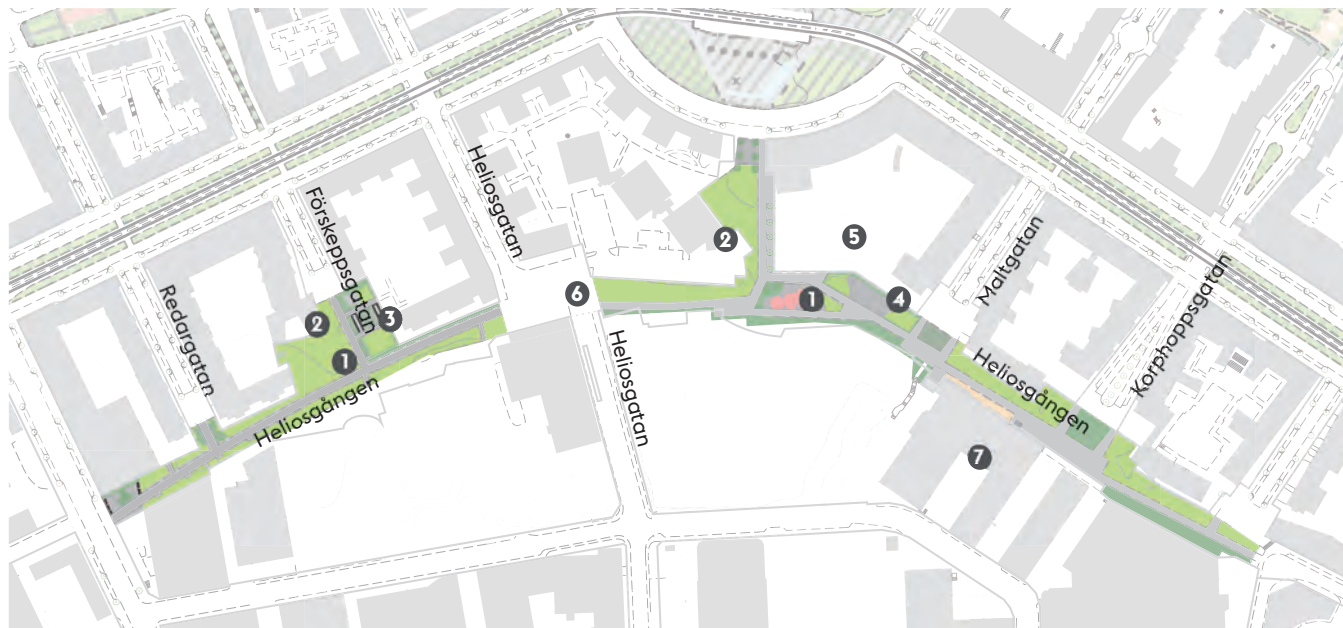 Heliosgatan
Förskeppsgatan
Redargatan
Maltgatan
Korphoppsgatan
2
5
6
1
4
2
3
1
Heliosgatan
Heliosgången
Heliosgången
7